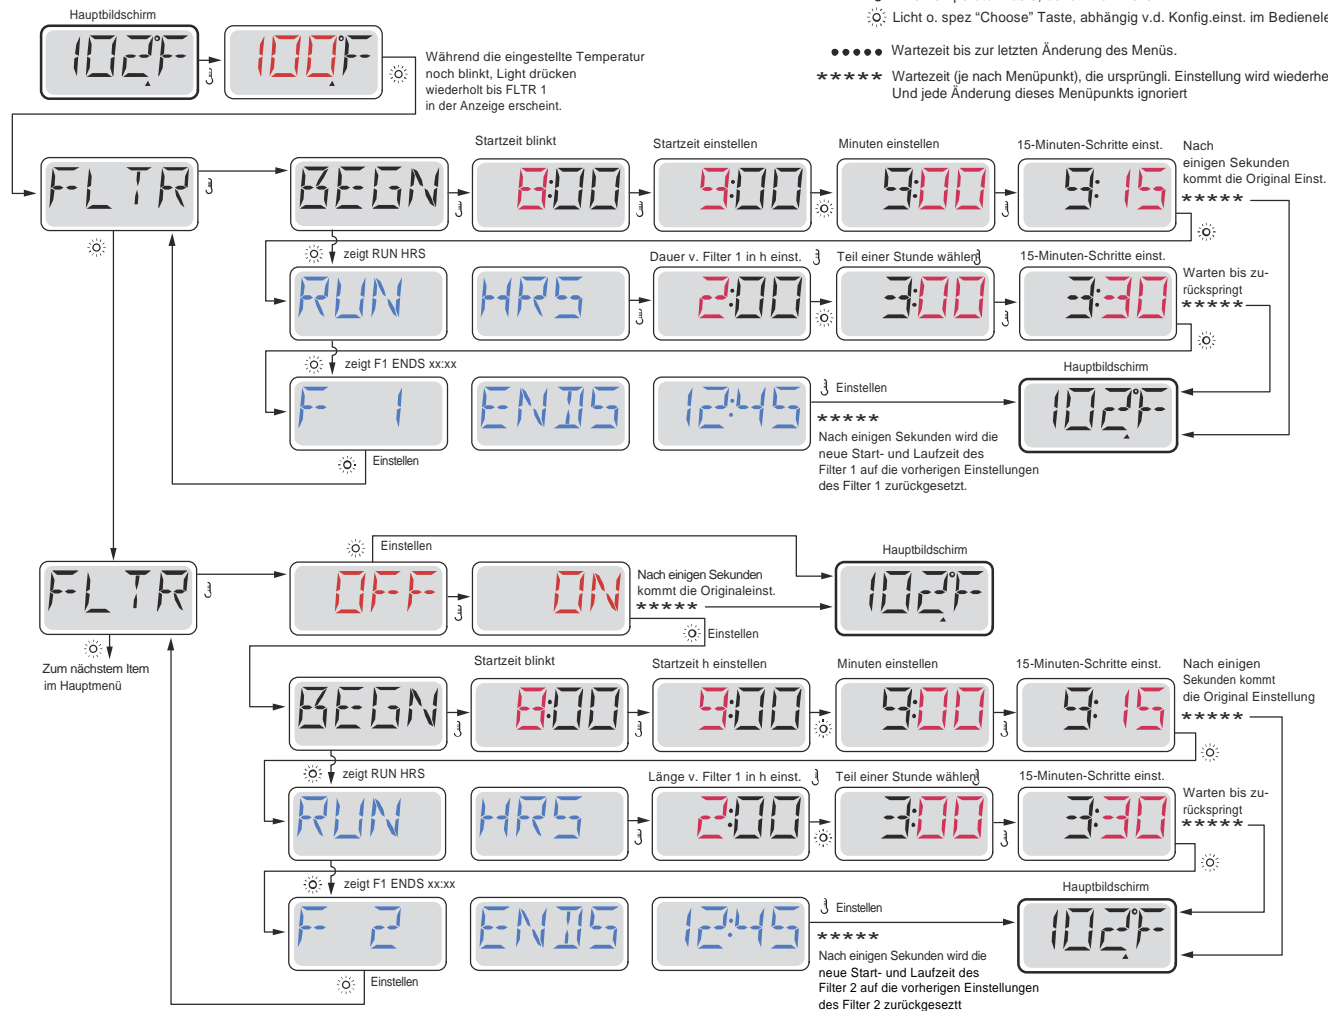 Licht o. spez “Choose” Taste, abhängig v.d. Konfig.einst. im Bedienele
Wartezeit bis zur letzten Änderung des Menüs.
***** Wartezeit (je nach Menüpunkt), die ursprüngli. Einstellung wird wiederhe
Und jede Änderung dieses Menüpunkts ignoriert
Hauptbildschirm
102°F
100°F
Während die eingestellte Temperatur
noch blinkt, Light drücken
wiederholt bis FLTR 1
in der Anzeige erscheint.
Startzeit blinkt
Startzeit einstellen
Minuten einstellen
15-Minuten-Schritte einst.
Nach
einigen Sekunden
kommt die Original Einst.
*****
FLTR
BEGN
8:00
9:00
9:00
9:15
zeigt RUN HRS
Dauer v. Filter 1 in h einst.
Teil einer Stunde wählen
15-Minuten-Schritte einst.
Warten bis zu-
rückspringt
*****
RUN
HRS
2:00
3:00
3:30
zeigt F1 ENDS xx:xx
F 1
ENDS
12:45
Einstellen
*****
Nach einigen Sekunden wird die
neue Start- und Laufzeit des
Filter 1 auf die vorherigen Einstellungen
des Filter 1 zurückgesetzt.
Hauptbildschirm
102°F
Einstellen
FLTR
Zum nächstem Item
im Hauptmenü
Einstellen
OFF
ON
Nach einigen Sekunden
kommt die Originaleinst.
*****
Einstellen
Hauptbildschirm
102°F
Startzeit blinkt
Startzeit h einstellen
Minuten einstellen
15-Minuten-Schritte einst.
Nach einigen
Sekunden kommt
die Original Einstellung
*****
BEGN
8:00
9:00
9:00
9:15
zeigt RUN HRS
Länge v. Filter 1 in h einst.
Teil einer Stunde wählen
15-Minuten-Schritte einst.
Warten bis zu-
rückspringt
*****
RUN
HRS
2:00
3:00
3:30
zeigt F1 ENDS xx:xx
F 2
ENDS
12:45
Einstellen
*****
Nach einigen Sekunden wird die
neue Start- und Laufzeit des
Filter 2 auf die vorherigen Einstellungen
des Filter 2 zurückgeseztt
Hauptbildschirm
102°F
Einstellen